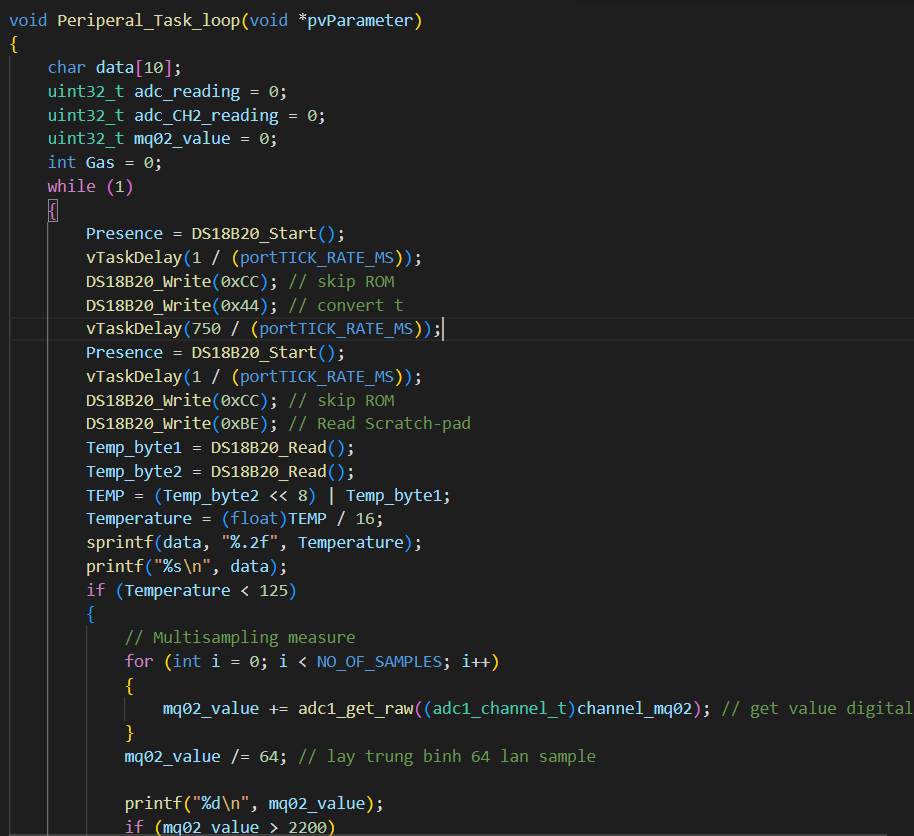 void Periperal_Task_loop(void *pvParameter)
{
    char data[10];
    uint32_t adc_reading = 0;
    uint32_t adc_CH2_reading = 0;
    uint32_t mq02_value = 0;
    int Gas = 0;
    while (1)
    {
        Presence = DS18B20_Start();
        vTaskDelay(1 / (portTICK_RATE_MS));
        DS18B20_Write(0xCC); // skip ROM
        DS18B20_Write(0x44); // convert t
        vTaskDelay(750 / (portTICK_RATE_MS));
        Presence = DS18B20_Start();
        vTaskDelay(1 / (portTICK_RATE_MS));
        DS18B20_Write(0xCC); // skip ROM
        DS18B20_Write(0xBE); // Read Scratch-pad
        Temp_byte1 = DS18B20_Read();
        Temp_byte2 = DS18B20_Read();
        TEMP = (Temp_byte2 << 8) | Temp_byte1;
        Temperature = (float)TEMP / 16;
        sprintf(data, "%.2f", Temperature);
        printf("%s\n", data);
        if (Temperature < 125)
        {
            // Multisampling measure
            for (int i = 0; i < NO_OF_SAMPLES; i++)
            {
                mq02_value += adc1_get_raw((adc1_channel_t)channel_mq02); // get value digital
            }
            mq02_value /= 64; // lay trung binh 64 lan sample

            printf("%d\n", mq02_value);
            if (mq02_value > 2200)